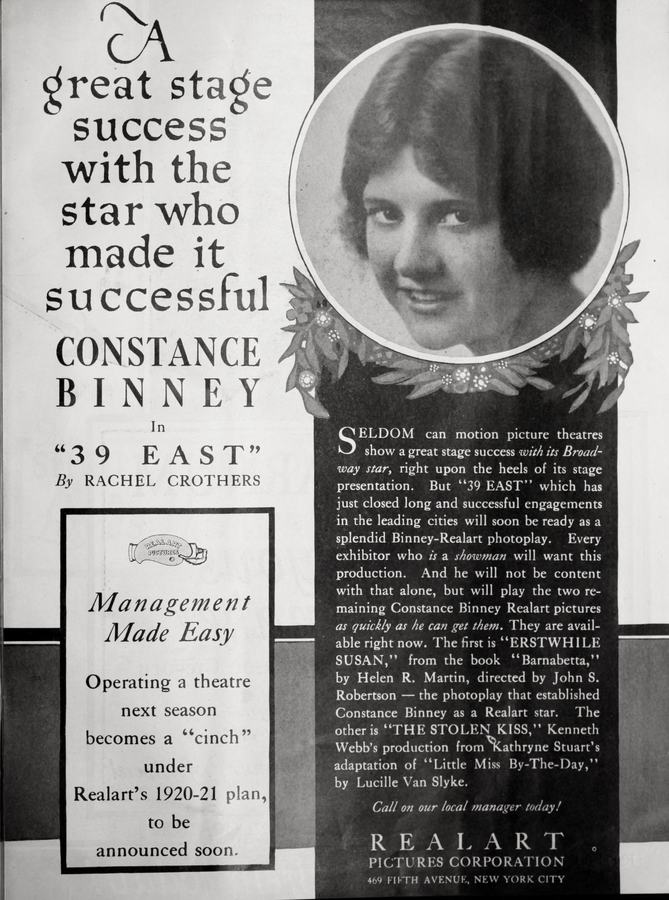 A
great stage
success
with the
star who
made it
successful
CONSTANCE
BINNEY
In
“39 EAST”
By RACHEL CROTHERS
REALART
PICTURES
Management
Made Easy
Operating a theatre
next season
becomes a “cinch”
under
Realart's 1920-21 plan,
to be
announced soon.
SELDOM can motion picture theatres
show a great stage success with its Broad-
way star, right upon the heels of its stage
presentation. But “39 EAST” which has
just closed long and successful engagements
in the leading cities will soon be ready as a
splendid Binney-Realart photoplay. Every
exhibitor who is a showman will want this
production. And he will not be content
with that alone, but will play the two re-
maining Constance Binney Realart pictures
as quickly as he can get them. They are avail-
able right now. The first is “ERSTWHILE
SUSAN,” from the book “Barnabetta,”
by Helen R. Martin, directed by John S.
Robertson — the photoplay that established
Constance Binney as a Realart star. The
other is “THE STOLEN KISS,” Kenneth
Webb's production from Kathryne Stuart's
adaptation of “Little Miss By-The-Day,”
by Lucille Van Slyke.
Call on our local manager today!
REALART
PICTURES CORPORATION
469 FIFTH AVENUE, NEW YORK CITY